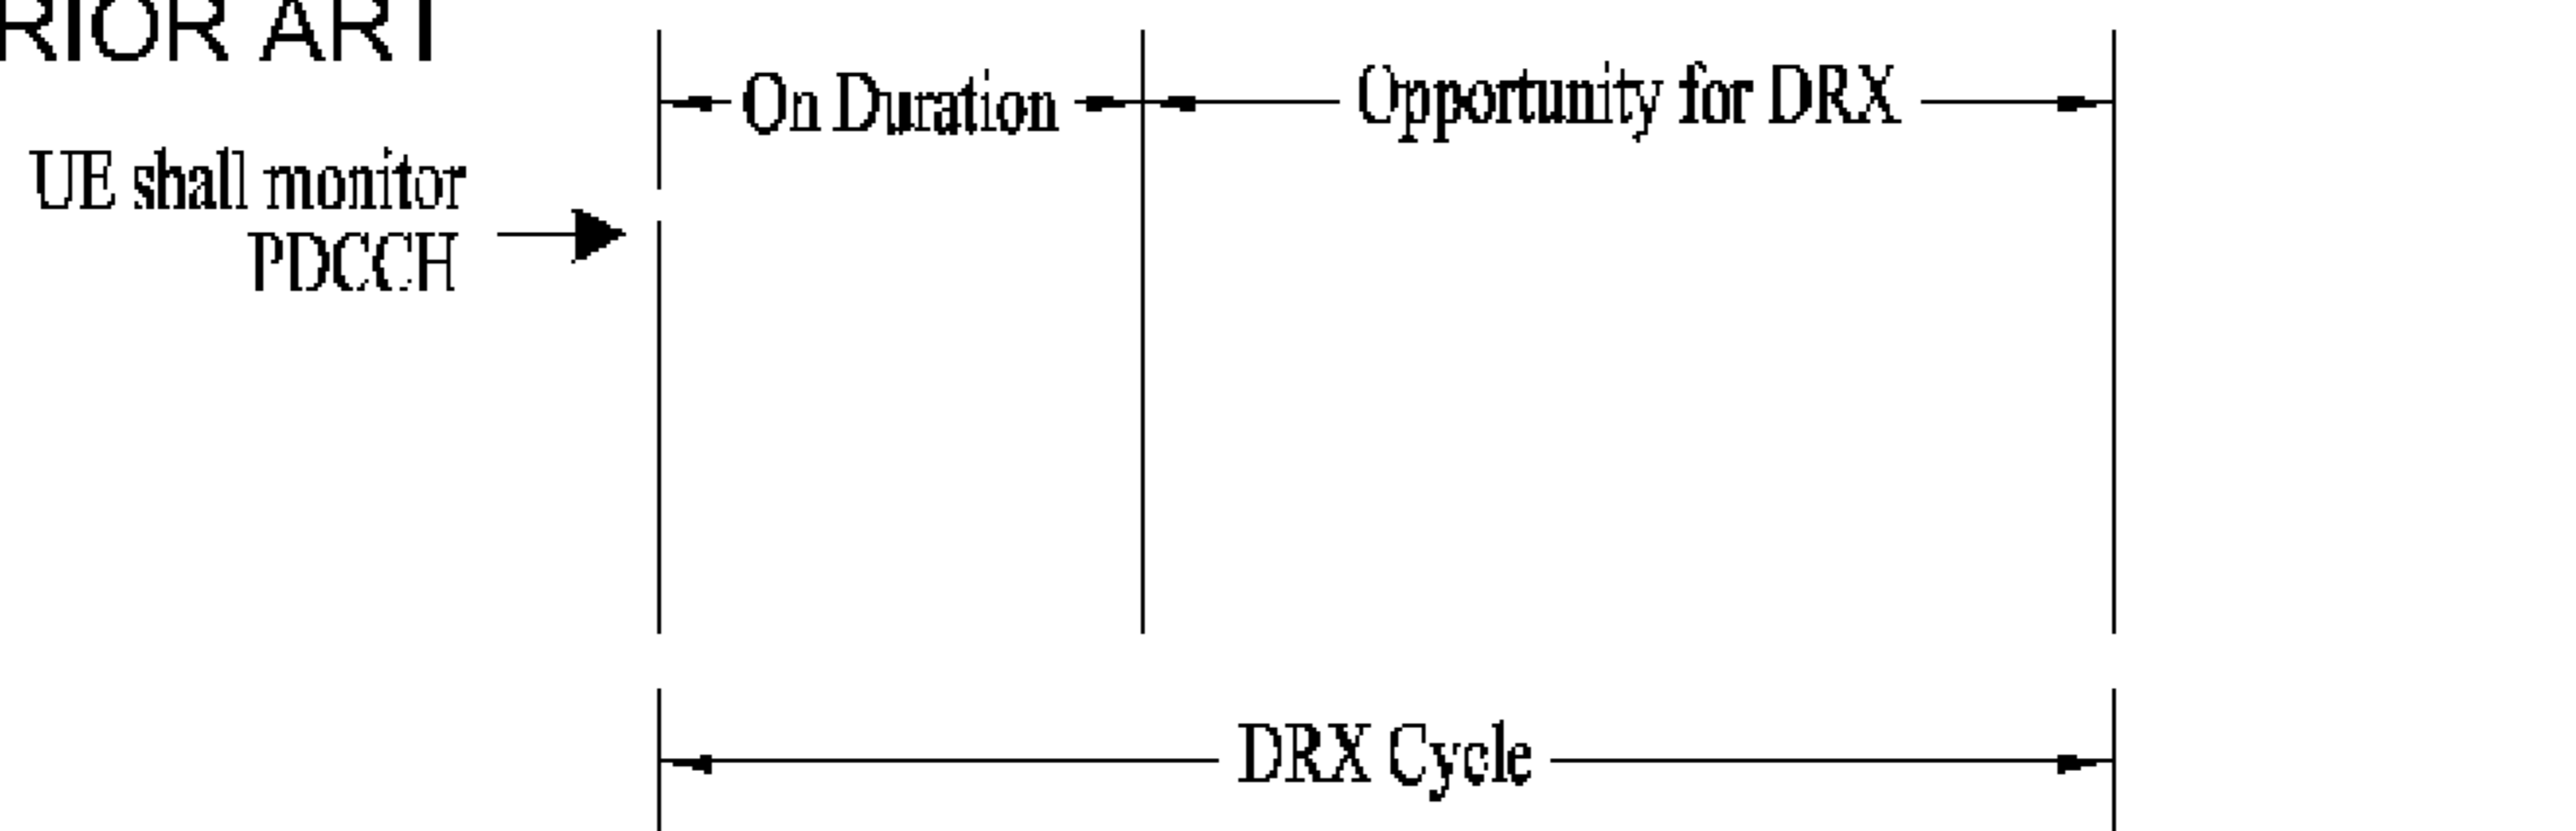 RIOR ART
On Duration
Opportunity for DRX
UE shall monitor
PDCCH
DRX Cycle